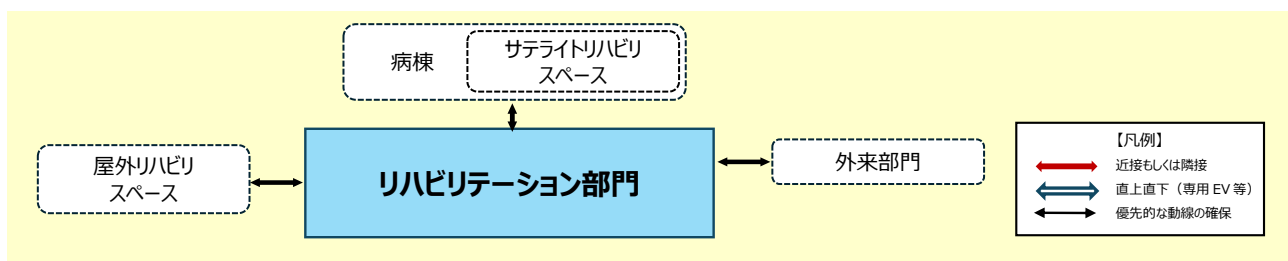 病棟
サテライトリハビリ
スペース
屋外リハビリ
スペース
リハビリテーション部門
外来部門
【凡例】
近接もしくは隣接
直上直下（専用 EV 等）
優先的な動線の確保